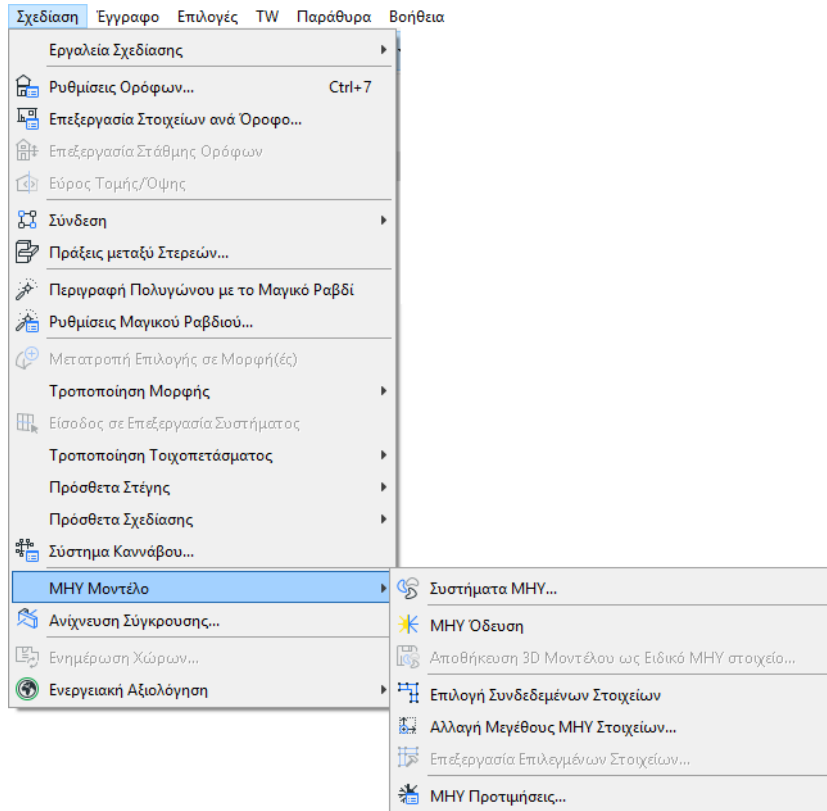 Σχεδίαση Έγγραφο Επιλογές TW Παράθυρα Βοήθεια
Εργαλεία Σχεδίασης
Ρυθμίσεις Ορόφων... Ctrl+7
Επεξεργασία Στοιχείων ανά Όροφο...
Επεξεργασία Στάθμης Ορόφων
Εύρος Τομής/Όψης
Σύνδεση
Πράξεις μεταξύ Στερεών...
Περιγραφή Πολυγώνου με το Μαγικό Ραβδί
Ρυθμίσεις Μαγικού Ραβδιού...
Μετατροπή Επιλογής σε Μορφή(ές)
Τροποποίηση Μορφής
Είσοδος σε Επεξεργασία Συστήματος
Τροποποίηση Τοιχοπετάσματος
Πρόσθετα Στέγης
Πρόσθετα Σχεδίασης
Σύστημα Καννάβου...
ΜΗΥ Μοντέλο
Ανίχνευση Σύγκρουσης...
Ενημέρωση Χώρων...
Ενεργειακή Αξιολόγηση
Συστήματα ΜΗΥ...
ΜΗΥ Όδευση
Αποθήκευση 3D Μοντέλου ως Ειδικό ΜΗΥ στοιχείο...
Επιλογή Συνδεδεμένων Στοιχείων
Αλλαγή Μεγέθους ΜΗΥ Στοιχείων...
Επεξεργασία Επιλεγμένων Στοιχείων...
ΜΗΥ Προτιμήσεις...